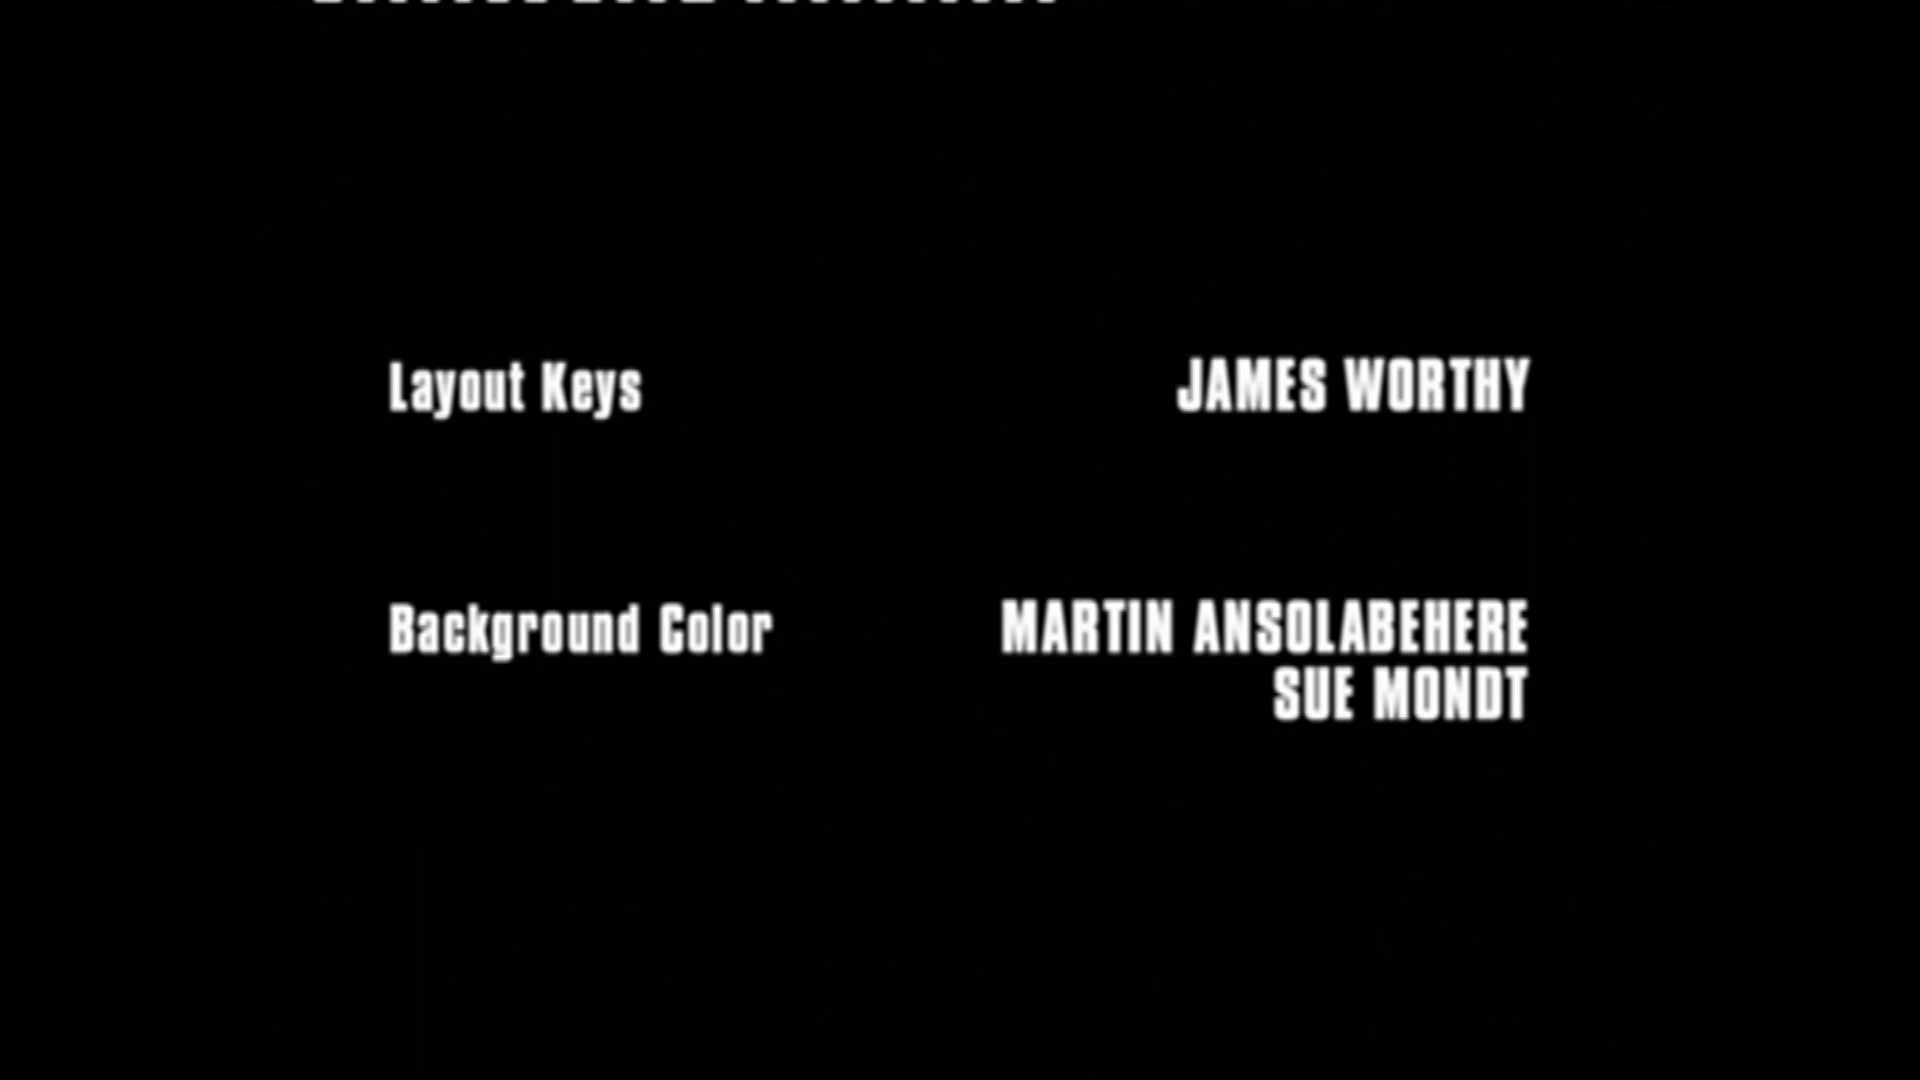 Layout Keys JAMES WORTHY
Background Color MARTIN ANSOLABEHERE
SUE MONDT